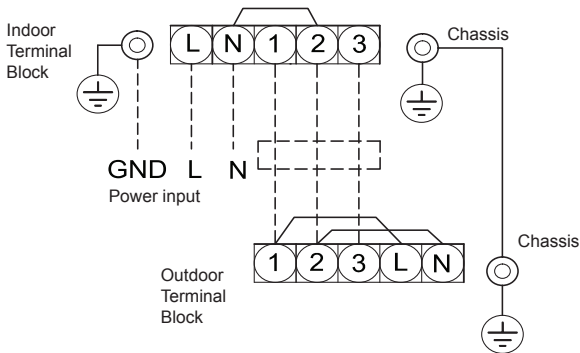 Indoor
Terminal
Block
L N 1 2 3
Chassis
GND L N
Power input
Outdoor
Terminal
Block
1 2 3 L N
Chassis